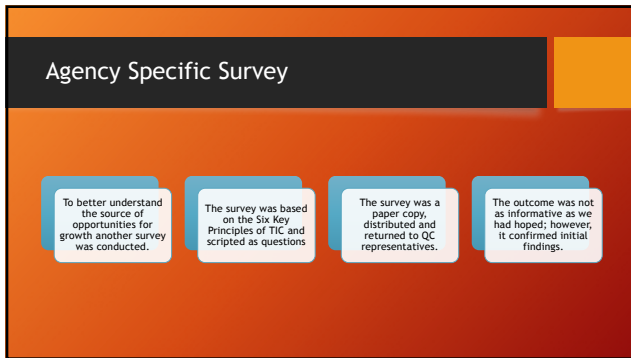 Agency Specific Survey
To better understand
the source of
opportunities for
growth another survey
was conducted.
The survey was based
on the Six Key
Principles of TIC and
scripted as questions
The survey was a
paper copy,
distributed and
returned to QC
representatives.
The outcome was not
as informative as we
had hoped; however,
it confirmed initial
findings.